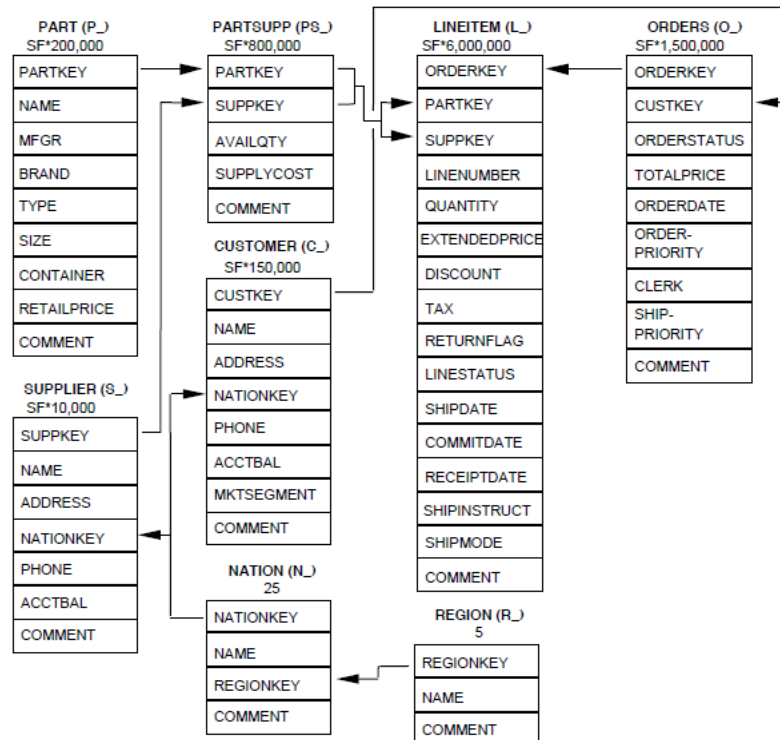 PART (P_)
SF*200,000
PARTKEY
NAME
MFGR
BRAND
TYPE
SIZE
CONTAINER
RETAILPRICE
COMMENT
SUPPLIER (S_)
SF*10,000
SUPPKEY
NAME
ADDRESS
NATIONKEY
PHONE
ACCTBAL
COMMENT
PARTSUPP (PS_)
SF*800,000
PARTKEY
SUPPKEY
AVAILQTY
SUPPLYCOST
COMMENT
CUSTOMER (C_)
SF*150,000
CUSTKEY
NAME
ADDRESS
NATIONKEY
PHONE
ACCTBAL
MKTSEGMENT
COMMENT
NATION (N_)
25
NATIONKEY
NAME
REGIONKEY
COMMENT
LINEITEM (L_)
SF*6,000,000
ORDERKEY
PARTKEY
SUPPKEY
LINENUMBER
QUANTITY
EXTENDEDPRICE
DISCOUNT
TAX
RETURNFLAG
LINESTATUS
SHIPDATE
COMMITDATE
RECEIPTDATE
SHIPINSTRUCT
SHIPMODE
COMMENT
REGION (R_)
5
REGIONKEY
NAME
COMMENT
ORDERS (O_)
SF*1,500,000
ORDERKEY
CUSTKEY
ORDERSTATUS
TOTALPRICE
ORDERDATE
ORDER-
PRIORITY
CLERK
SHIP-
PRIORITY
COMMENT